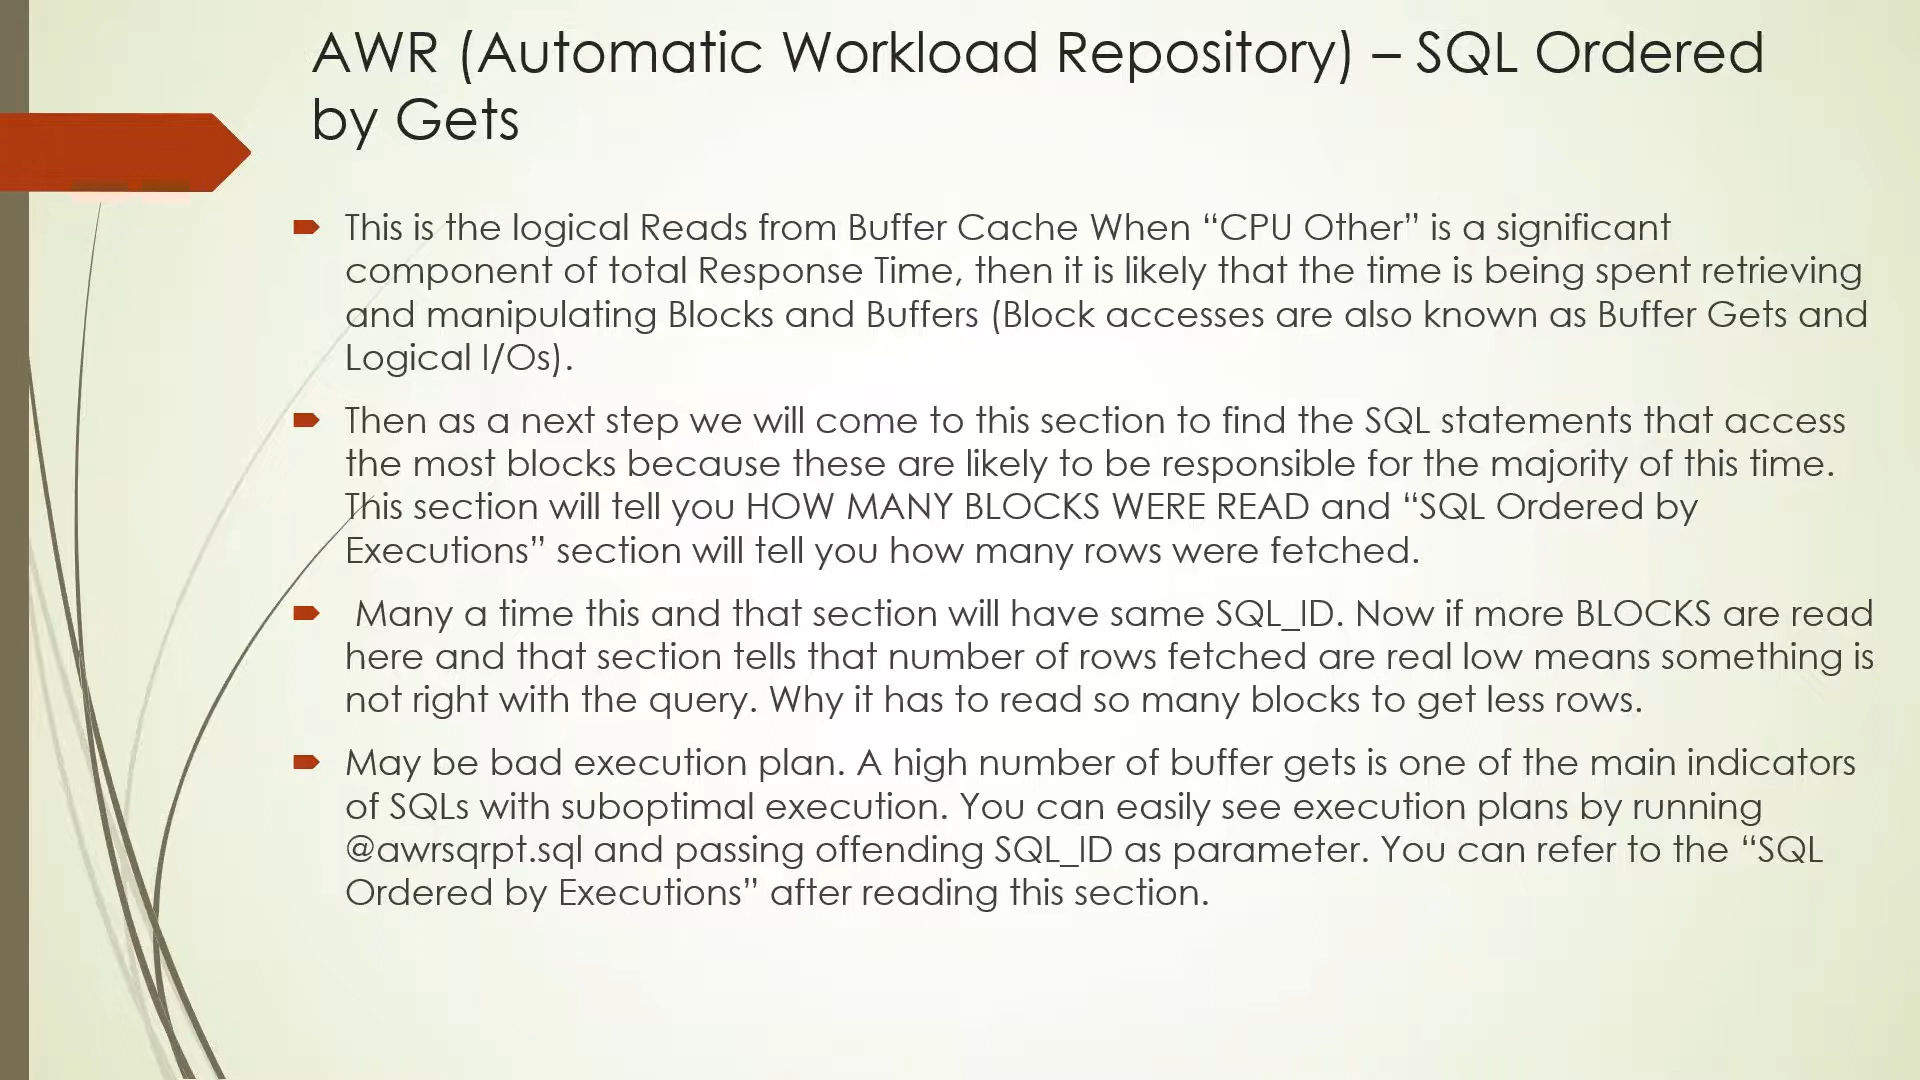 AWR (Automatic Workload Repository) – SQL Ordered
by Gets
This is the logical Reads from Buffer Cache When “CPU Other” is a significant
component of total Response Time, then it is likely that the time is being spent retrieving
and manipulating Blocks and Buffers (Block accesses are also known as Buffer Gets and
Logical I/Os).
Then as a next step we will come to this section to find the SQL statements that access
the most blocks because these are likely to be responsible for the majority of this time.
This section will tell you HOW MANY BLOCKS WERE READ and “SQL Ordered by
Executions” section will tell you how many rows were fetched.
Many a time this and that section will have same SQL_ID. Now if more BLOCKS are read
here and that section tells that number of rows fetched are real low means something is
not right with the query. Why it has to read so many blocks to get less rows.
May be bad execution plan. A high number of buffer gets is one of the main indicators
of SQLs with suboptimal execution. You can easily see execution plans by running
@awrsqrpt.sql and passing offending SQL_ID as parameter. You can refer to the “SQL
Ordered by Executions” after reading this section.